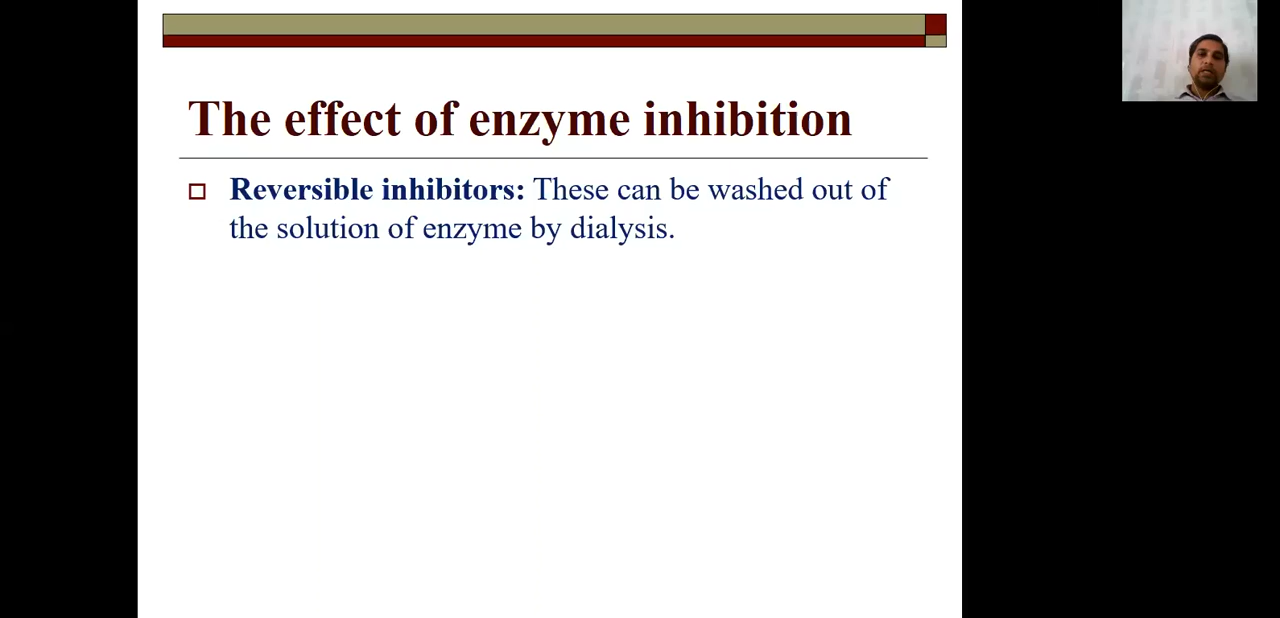 The effect of enzyme inhibition
Reversible inhibitors: These can be washed out of
the solution of enzyme by dialysis.